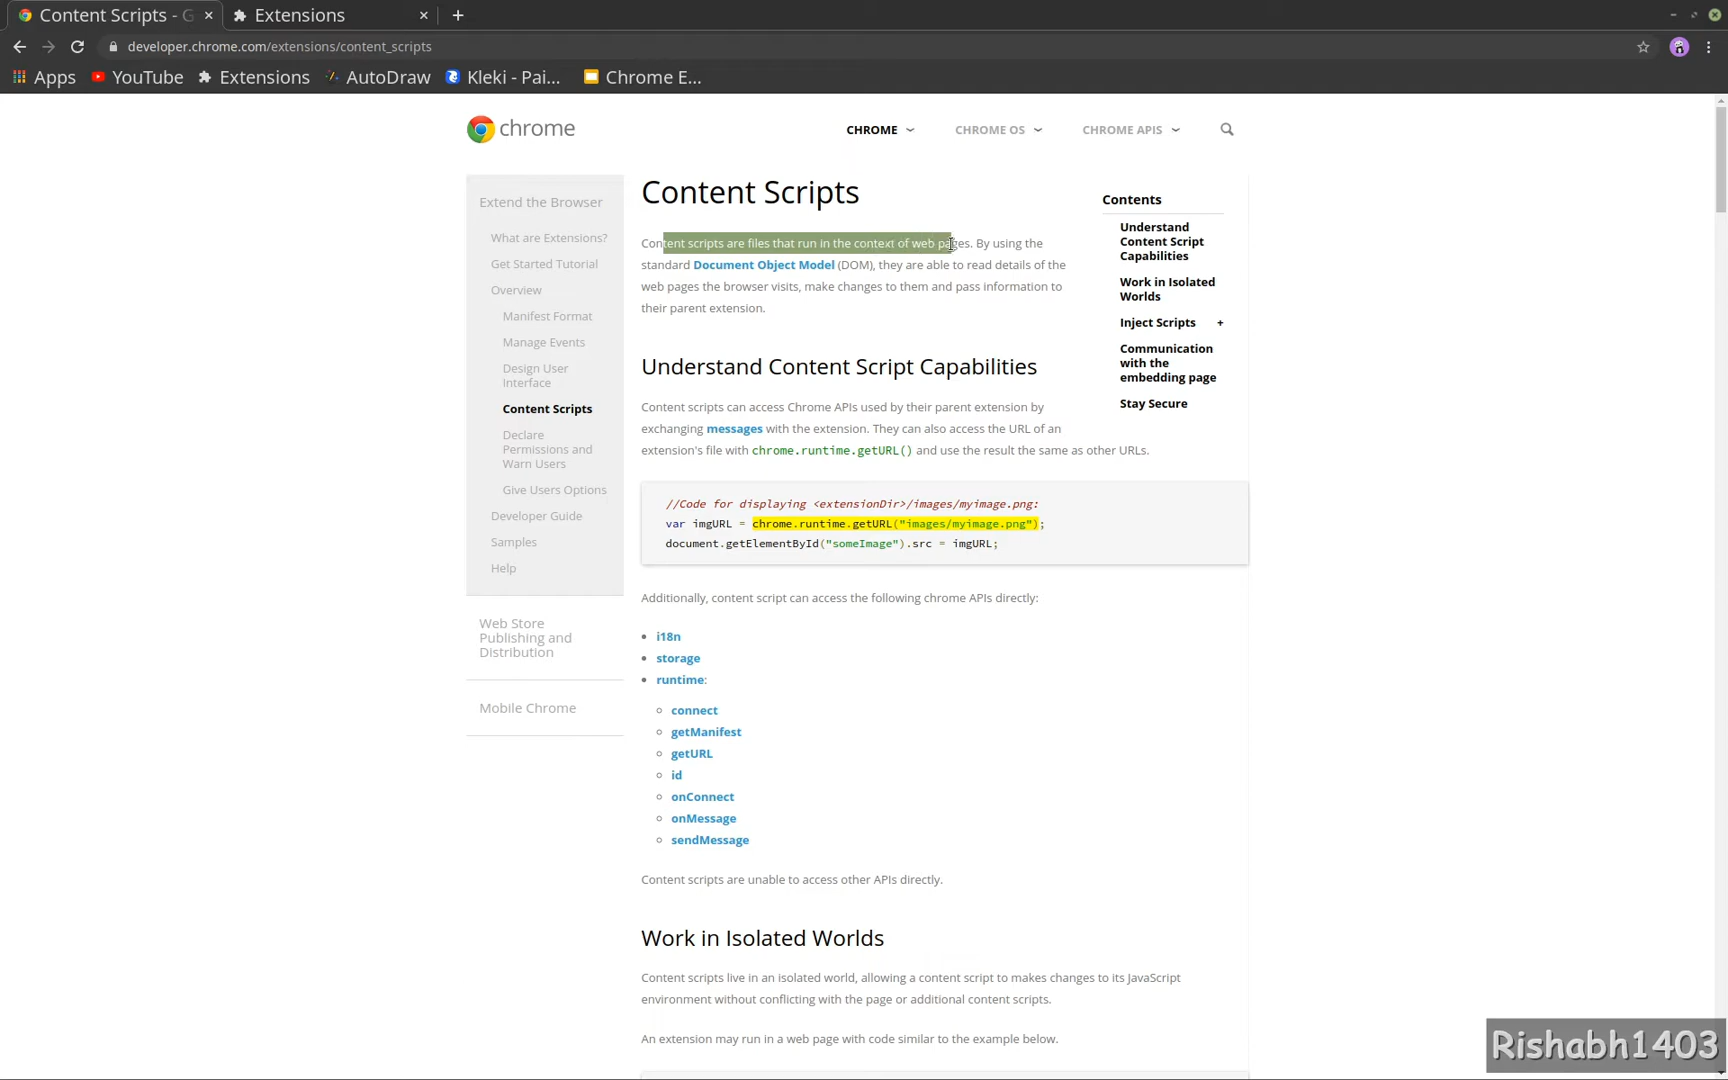 Content Scripts - G
Extensions
developer.chrome.com/extensions/content_scripts
Apps
YouTube
Extensions
AutoDraw
Kleki - Pai...
Chrome E...
chrome
CHROME
CHROME OS
CHROME APIS
Extend the Browser
What are Extensions?
Get Started Tutorial
Overview
Manifest Format
Manage Events
Design User
Interface
Content Scripts
Declare
Permissions and
Warn Users
Give Users Options
Developer Guide
Samples
Help
Web Store
Publishing and
Distribution
Mobile Chrome
Content Scripts
Content scripts are files that run in the context of web pages. By using the
standard Document Object Model (DOM), they are able to read details of the
web pages the browser visits, make changes to them and pass information to
their parent extension.
Understand Content Script Capabilities
Content scripts can access Chrome APIs used by their parent extension by
exchanging messages with the extension. They can also access the URL of an
extension's file with chrome.runtime.getURL() and use the result the same as other URLs.
//Code for displaying <extensionDir>/images/myimage.png:
var imgURL = chrome.runtime.getURL("images/myimage.png");
document.getElementById("someImage").src = imgURL;
Additionally, content script can access the following chrome APIs directly:
i18n
storage
runtime:
connect
getManifest
getURL
id
onConnect
onMessage
sendMessage
Content scripts are unable to access other APIs directly.
Work in Isolated Worlds
Content scripts live in an isolated world, allowing a content script to makes changes to its JavaScript
environment without conflicting with the page or additional content scripts.
An extension may run in a web page with code similar to the example below.
Contents
Understand
Content Script
Capabilities
Work in Isolated
Worlds
Inject Scripts +
Communication
with the
embedding page
Stay Secure
Rishabh1403